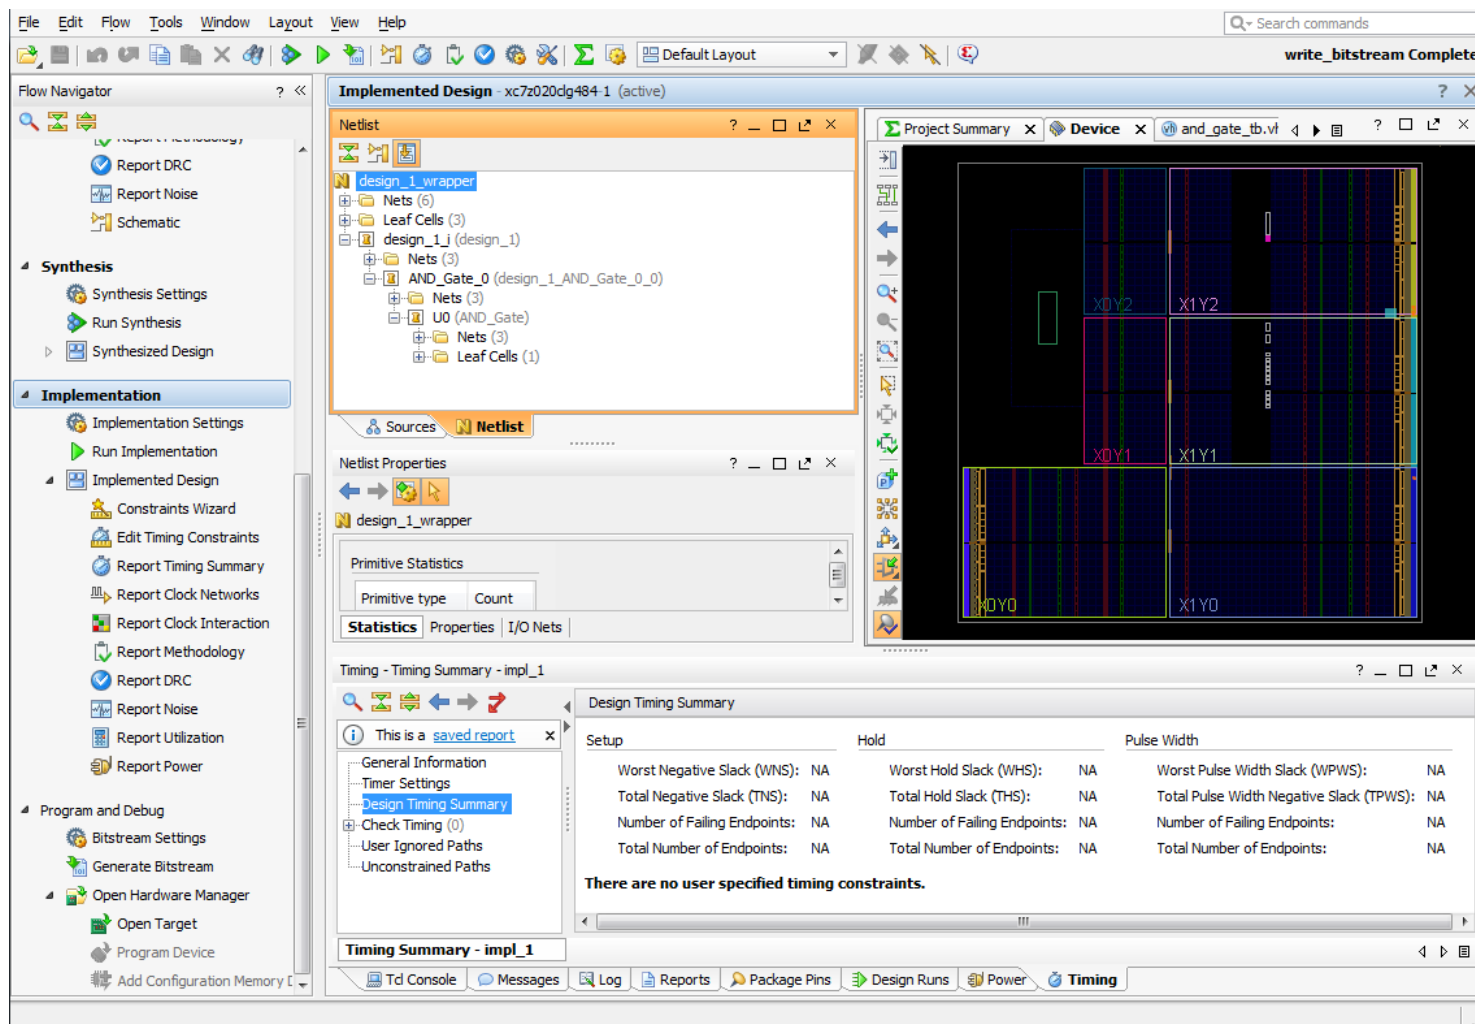 File Edit Flow Tools Window Layout View Help
Search commands
Default Layout
write_bitstream Complete
Flow Navigator
Implemented Design - xc7z020clg484-1 (active)
Report Methodology
Report DRC
Report Noise
Schematic
Synthesis
Synthesis Settings
Run Synthesis
Synthesized Design
Implementation
Implementation Settings
Run Implementation
Implemented Design
Constraints Wizard
Edit Timing Constraints
Report Timing Summary
Report Clock Networks
Report Clock Interaction
Report Methodology
Report DRC
Report Noise
Report Utilization
Report Power
Program and Debug
Bitstream Settings
Generate Bitstream
Open Hardware Manager
Open Target
Program Device
Add Configuration Memory D
Netlist
design_1_wrapper
Nets (6)
Leaf Cells (3)
design_1_i (design_1)
Nets (3)
AND_Gate_0 (design_1_AND_Gate_0_0)
Nets (3)
U0 (AND_Gate)
Nets (3)
Leaf Cells (1)
Sources Netlist
Netlist Properties
design_1_wrapper
Primitive Statistics
Primitive type Count
Statistics Properties I/O Nets
Project Summary Device and_gate_tb.vh
X0Y2 X1Y2
X0Y1 X1Y1
X0Y0 X1Y0
Timing - Timing Summary - impl_1
This is a saved report
General Information
Timer Settings
Design Timing Summary
Check Timing (0)
User Ignored Paths
Unconstrained Paths
Design Timing Summary
Setup Hold Pulse Width
Worst Negative Slack (WNS): NA Worst Hold Slack (WHS): NA Worst Pulse Width Slack (WPWS): NA
Total Negative Slack (TNS): NA Total Hold Slack (THS): NA Total Pulse Width Negative Slack (TPWS): NA
Number of Failing Endpoints: NA Number of Failing Endpoints: NA Number of Failing Endpoints: NA
Total Number of Endpoints: NA Total Number of Endpoints: NA Total Number of Endpoints: NA
There are no user specified timing constraints.
Timing Summary - impl_1
Tcl Console Messages Log Reports Package Pins Design Runs Power Timing